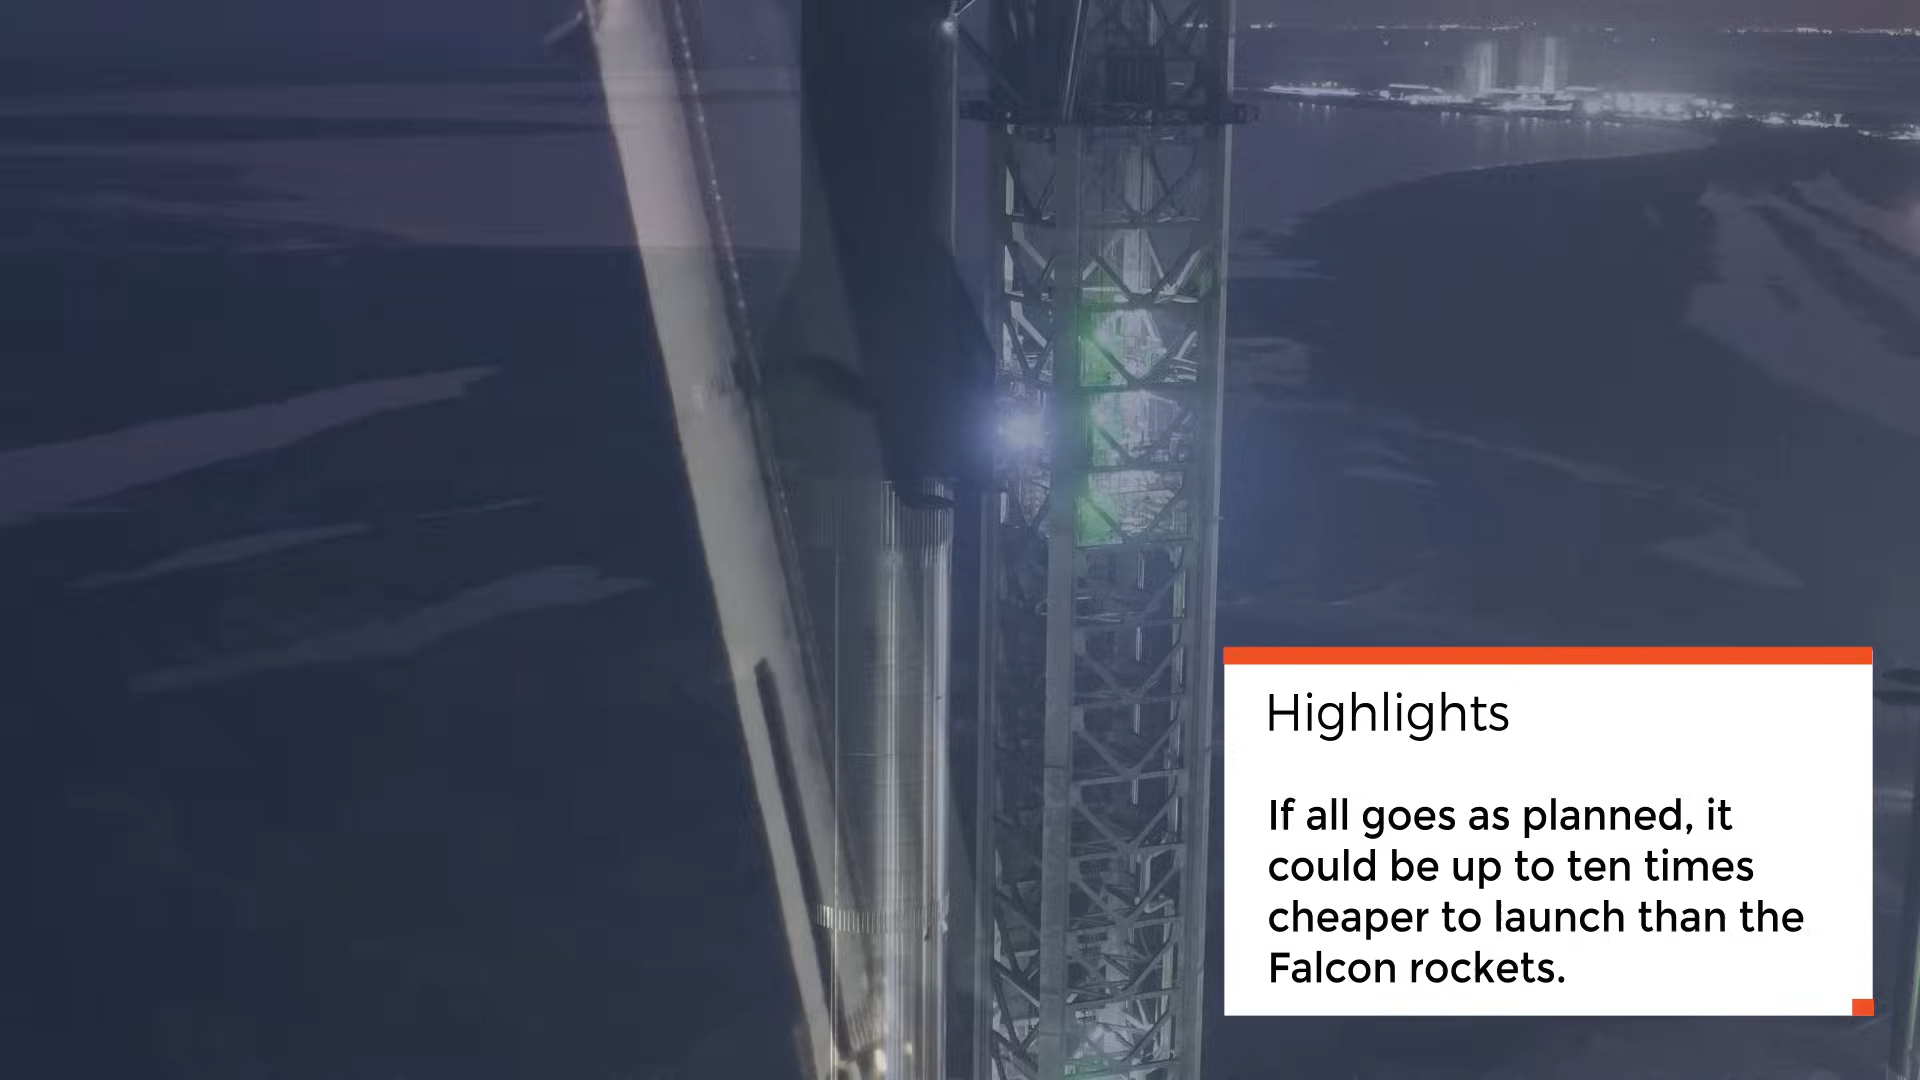 Highlights
If all goes as planned, it
could be up to ten times
cheaper to launch than the
Falcon rockets.